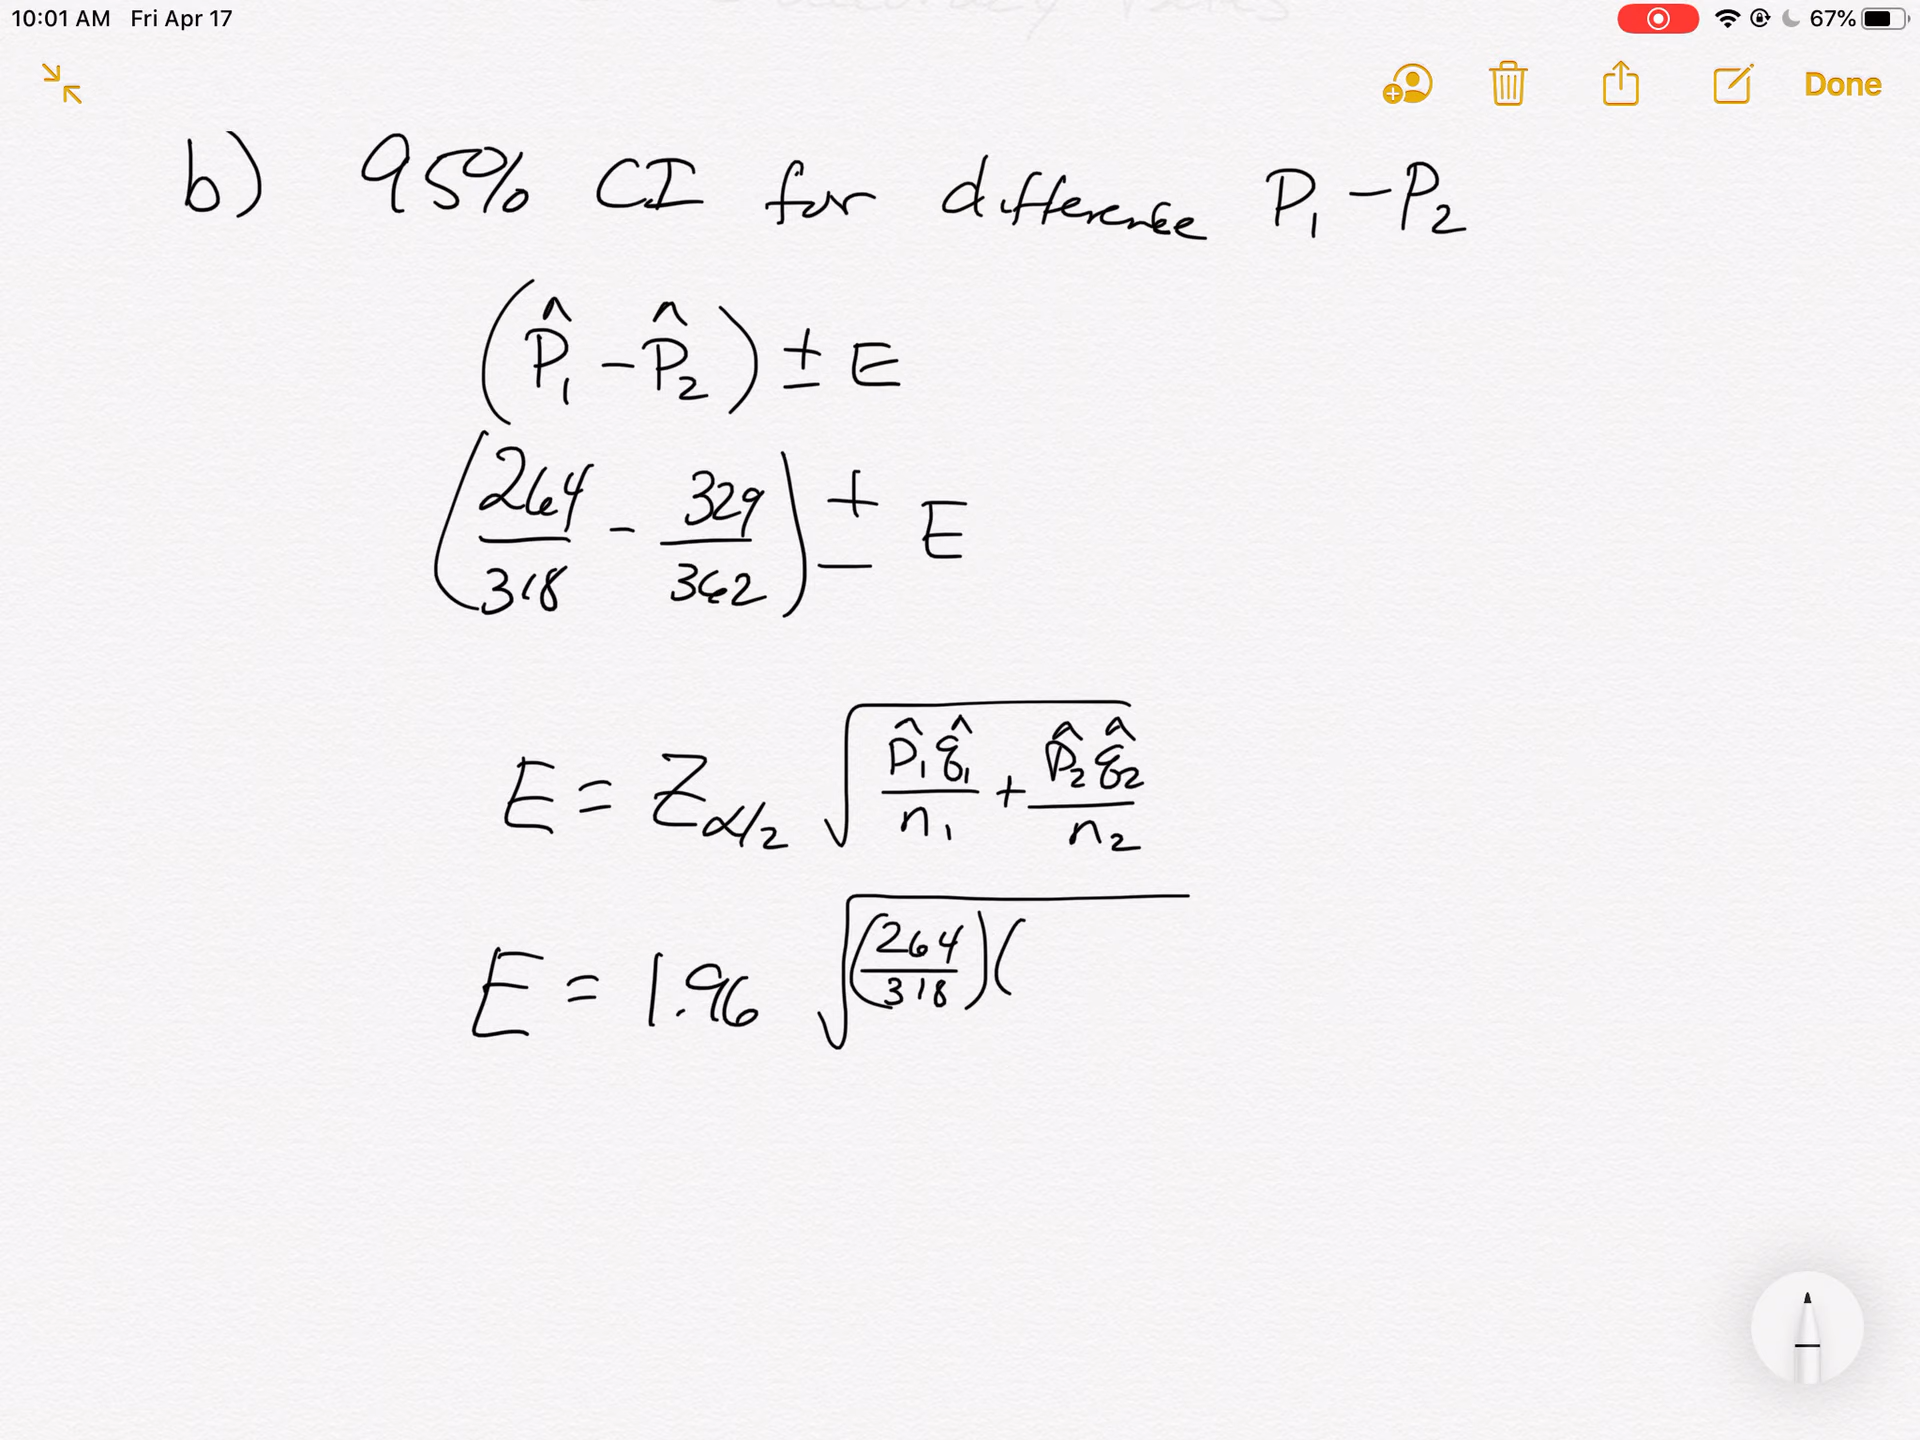 10:01 AM Fri Apr 17 67%
Done
b) 95% CI for difference P₁ - P₂
(P̂₁ - P̂₂) ± E
(264/318 - 329/362) ± E
E = Z_α/2 √(p̂₁q̂₁/n₁ + p̂₂q̂₂/n₂)
E = 1.96 √((264/318)(